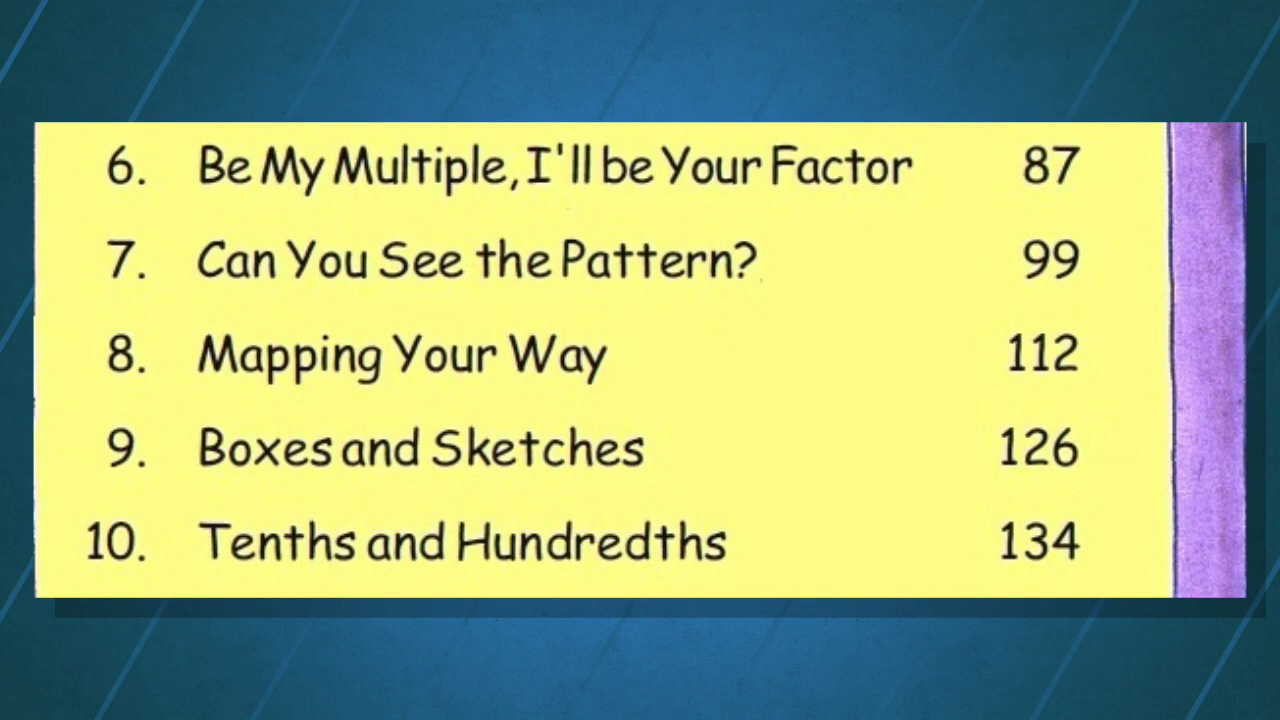 6. Be My Multiple, I'll be Your Factor 87
7. Can You See the Pattern? 99
8. Mapping Your Way 112
9. Boxes and Sketches 126
10. Tenths and Hundredths 134